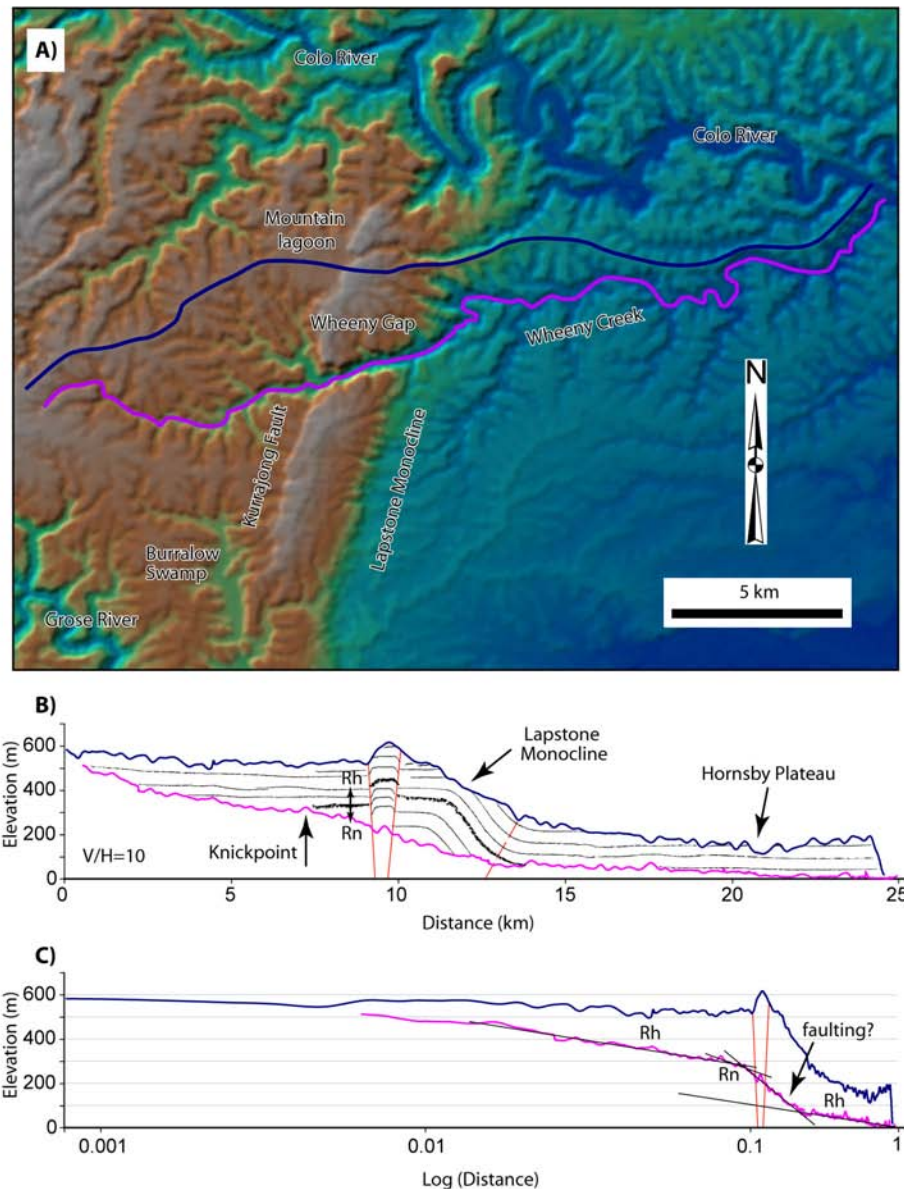 A)
Colo River
Colo River
Mountain
lagoon
Wheeny Gap
Wheeny Creek
N
Kurrajong Fault
Lapstone Monocline
Burralow
Swamp
Grose River
5 km
B)
Elevation (m)
600
400
200
0
Lapstone
Monocline
Hornsby Plateau
Rh
Rn
Knickpoint
V/H=10
0
5
10
15
20
25
Distance (km)
C)
Elevation (m)
600
400
200
0
Rh
Rn
faulting?
Rh
0.001
0.01
0.1
1
Log (Distance)